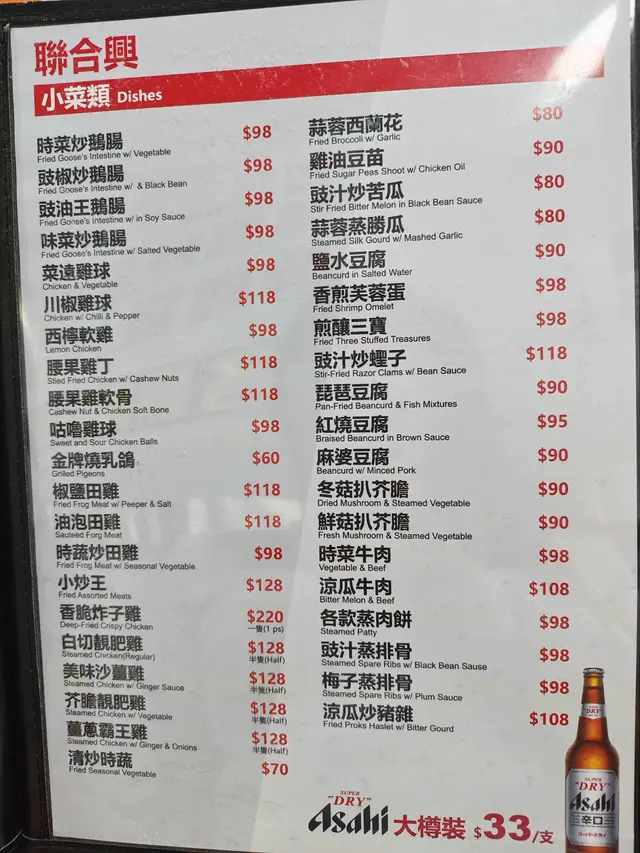 聯合興
小菜類 Dishes
時菜炒鵝腸 $98
Fried Goose's Intestine w/ Vegetable
豉椒炒鵝腸 $98
Fried Goose's Intestine w/ & Black Bean
豉油王鵝腸 $98
Fried Gonse's intestine w/ in Soy Sauce
味菜炒鵝腸 $98
Fried Goose's Intestine w/ Salted Vegetable
菜遠雞球 $98
Chicken & Vegetable
川椒雞球 $118
Chicken w/ Chilli & Pepper
西檸軟雞 $98
Lemon Chicken
腰果雞丁 $118
Stied Fried Chicken w/ Cashew Nuts
腰果雞軟骨 $118
Cashew Nut & Chicken Soft Bone
咕嚕雞球 $98
Sweet and Sour Chicken Balls
金牌燒乳鴿 $60
Grilled Pigeons
椒鹽田雞 $118
Fried Frog Meat w/ Peeper & Salt
油泡田雞 $118
Sauteed Forg Meat
時蔬炒田雞 $98
Fried Frog Meat w/ Seasonal Vegetable
小炒王 $128
Fried Assorted Meats
香脆炸子雞 $220
Deep-Fried Crispy Chicken 一隻(1 ps)
白切靚肥雞 $128
Steamed Chicken(Regular) 半隻(Half)
美味沙薑雞 $128
Steamed Chicken w/ Ginger Sauce 半隻(Half)
芥膽靚肥雞 $128
Steamed Chicken w/ Vegetable 半隻(Half)
薑蔥霸王雞 $128
Steamed Chicken w/ Ginger & Onions 半隻(Half)
清炒時蔬 $70
Fried Seasonal Vegetable
蒜蓉西蘭花 $80
Fried Broccoli w/ Garlic
雞油豆苗 $90
Fried Sugar Peas Shoot w/ Chicken Oil
豉汁炒苦瓜 $80
Stir Fried Bitter Melon in Black Bean Sauce
蒜蓉蒸勝瓜 $80
Steamed Silk Gourd w/ Mashed Garlic
鹽水豆腐 $90
Beancurd in Salted Water
香煎芙蓉蛋 $98
Fried Shrimp Omelet
煎釀三寶 $98
Fried Three Stuffed Treasures
豉汁炒蟶子 $118
Stir-Fried Razor Clams w/ Bean Sauce
琵琶豆腐 $90
Pan-Fried Beancurd & Fish Mixtures
紅燒豆腐 $95
Braised Beancurd in Brown Sauce
麻婆豆腐 $90
Beancurd w/ Minced Pork
冬菇扒芥膽 $90
Dried Mushroom & Steamed Vegetable
鮮菇扒芥膽 $90
Fresh Mushroom & Steamed Vegetable
時菜牛肉 $98
Vegetable & Beef
涼瓜牛肉 $108
Bitter Melon & Beef
各款蒸肉餅 $98
Steamed Patty
豉汁蒸排骨 $98
Steamed Spare Ribs w/ Black Bean Sause
梅子蒸排骨 $98
Steamed Spare Ribs w/ Plum Sauce
涼瓜炒豬雜 $108
Fried Proks Haslet w/ Bitter Gourd
SUPER
"DRY"
Asahi 大樽裝 $33/支
"DRY"
SUPER
"DRY"
Asahi
辛口
スーパードライ